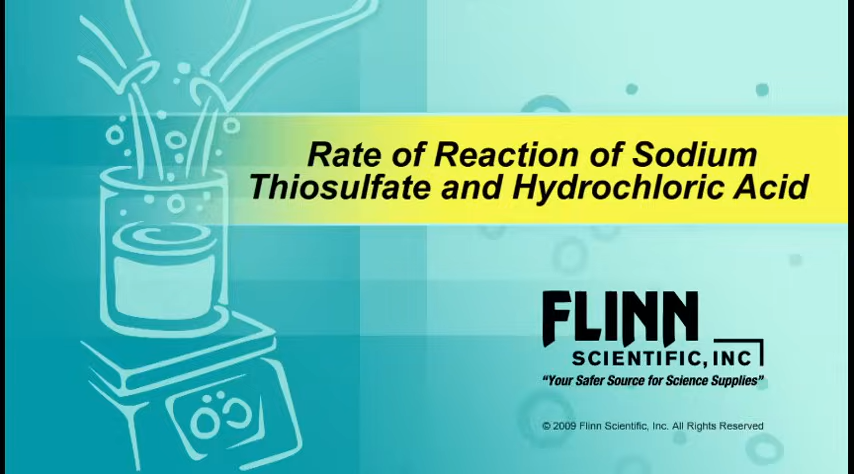 Rate of Reaction of Sodium
Thiosulfate and Hydrochloric Acid
FLINN
SCIENTIFIC, INC
“Your Safer Source for Science Supplies”
© 2009 Flinn Scientific, Inc. All Rights Reserved